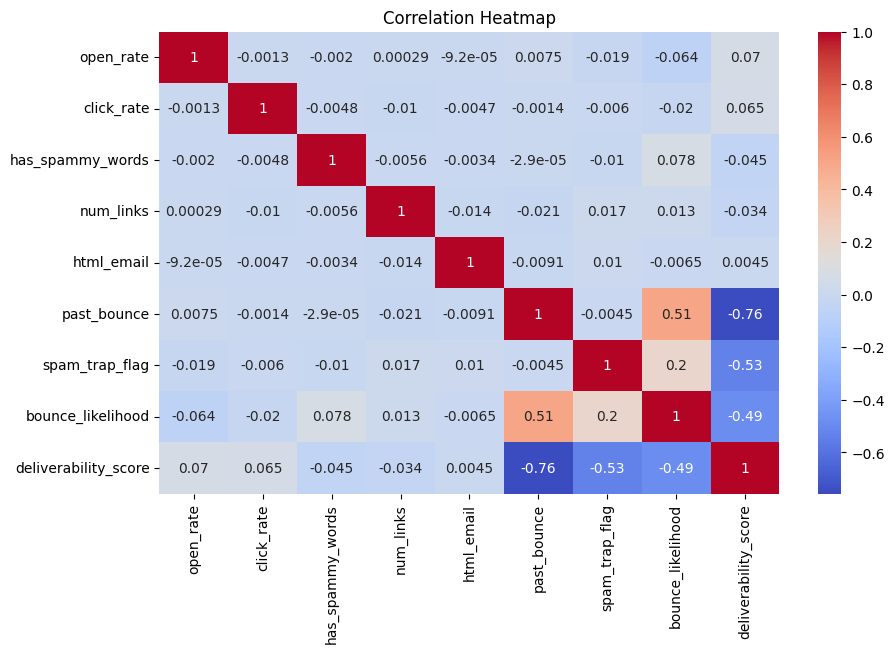 Correlation Heatmap
open_rate 1 -0.0013 -0.002 0.00029 -9.2e-05 0.0075 -0.019 -0.064 0.07
click_rate -0.0013 1 -0.0048 -0.01 -0.0047 -0.0014 -0.006 -0.02 0.065
has_spammy_words -0.002 -0.0048 1 -0.0056 -0.0034 -2.9e-05 -0.01 0.078 -0.045
num_links 0.00029 -0.01 -0.0056 1 -0.014 -0.021 0.017 0.013 -0.034
html_email -9.2e-05 -0.0047 -0.0034 -0.014 1 -0.0091 0.01 -0.0065 0.0045
past_bounce 0.0075 -0.0014 -2.9e-05 -0.021 -0.0091 1 -0.0045 0.51 -0.76
spam_trap_flag -0.019 -0.006 -0.01 0.017 0.01 -0.0045 1 0.2 -0.53
bounce_likelihood -0.064 -0.02 0.078 0.013 -0.0065 0.51 0.2 1 -0.49
deliverability_score 0.07 0.065 -0.045 -0.034 0.0045 -0.76 -0.53 -0.49 1
open_rate
click_rate
has_spammy_words
num_links
html_email
past_bounce
spam_trap_flag
bounce_likelihood
deliverability_score
1.0
0.8
0.6
0.4
0.2
0.0
−0.2
−0.4
−0.6